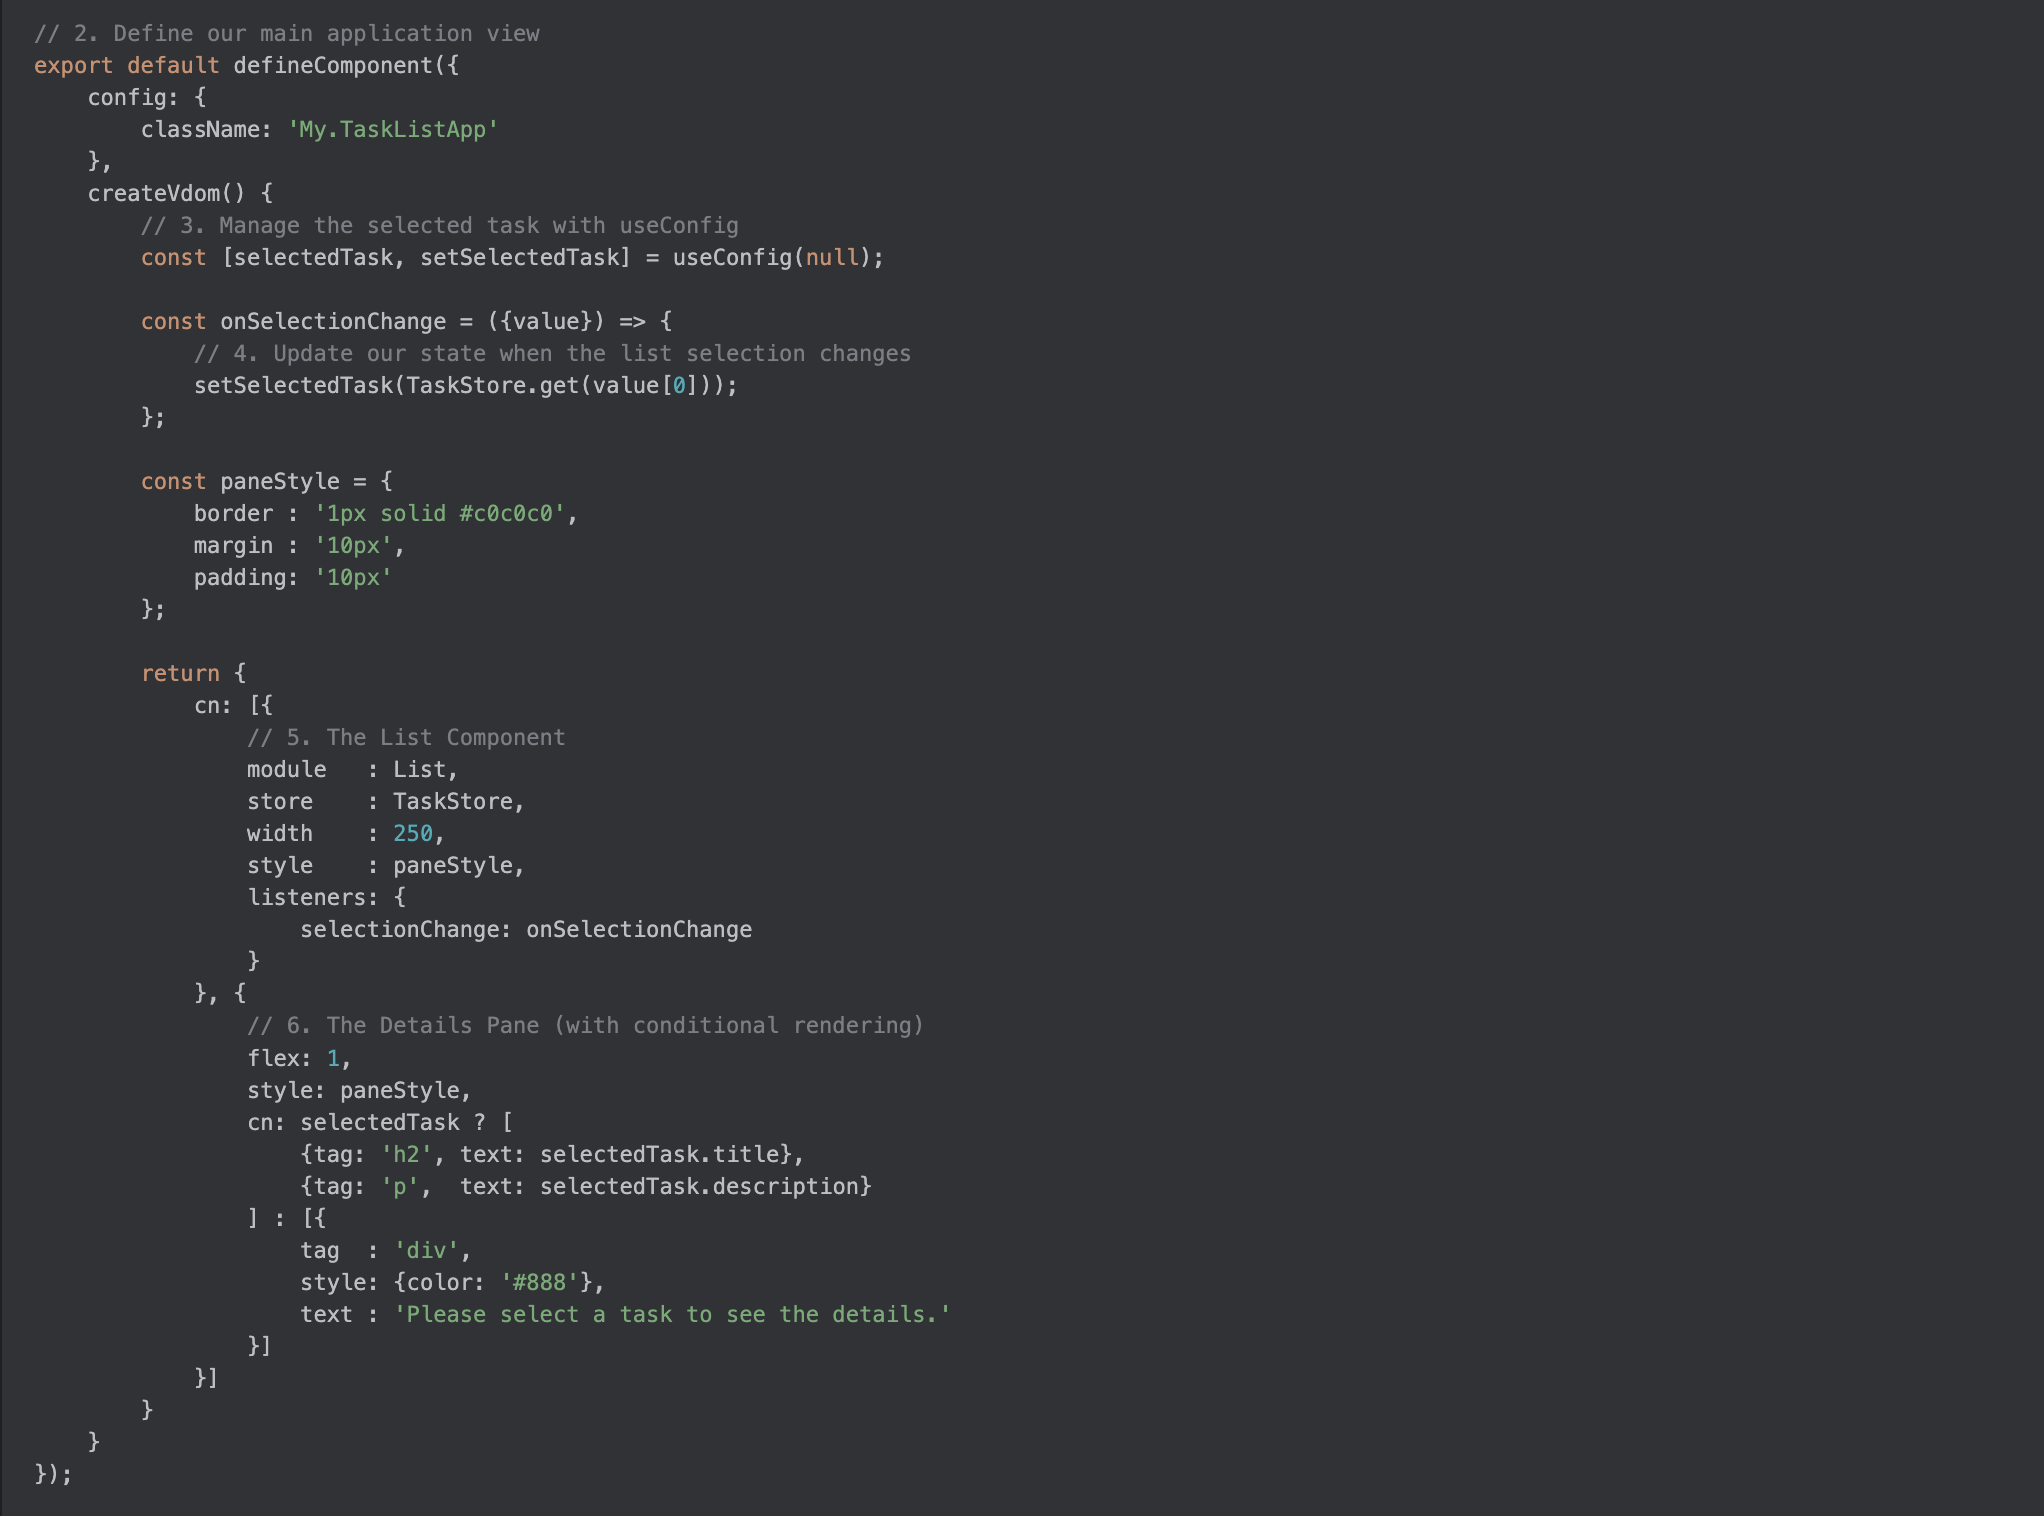 // 2. Define our main application view
export default defineComponent({
    config: {
        className: 'My.TaskListApp'
    },
    createVdom() {
        // 3. Manage the selected task with useConfig
        const [selectedTask, setSelectedTask] = useConfig(null);

        const onSelectionChange = ({value}) => {
            // 4. Update our state when the list selection changes
            setSelectedTask(TaskStore.get(value[0]));
        };

        const paneStyle = {
            border : '1px solid #c0c0c0',
            margin : '10px',
            padding: '10px'
        };

        return {
            cn: [{
                // 5. The List Component
                module   : List,
                store    : TaskStore,
                width    : 250,
                style    : paneStyle,
                listeners: {
                    selectionChange: onSelectionChange
                }
            }, {
                // 6. The Details Pane (with conditional rendering)
                flex: 1,
                style: paneStyle,
                cn: selectedTask ? [
                    {tag: 'h2', text: selectedTask.title},
                    {tag: 'p',  text: selectedTask.description}
                ] : [{
                    tag  : 'div',
                    style: {color: '#888'},
                    text : 'Please select a task to see the details.'
                }]
            }]
        }
    }
});